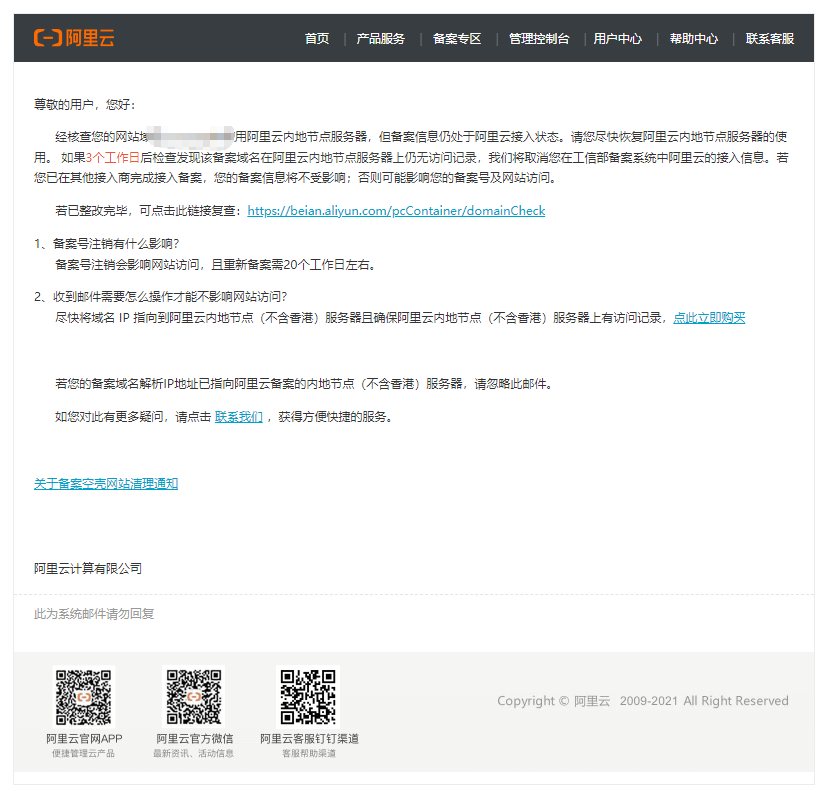 阿里云
首页 | 产品服务 | 备案专区 | 管理控制台 | 用户中心 | 帮助中心 | 联系客服
尊敬的用户，您好：
经核查您的网站域 用阿里云内地节点服务器，但备案信息仍处于阿里云接入状态。请您尽快恢复阿里云内地节点服务器的使
用。 如果3个工作日后检查发现该备案域名在阿里云内地节点服务器上仍无访问记录，我们将取消您在工信部备案系统中阿里云的接入信息。若
您已在其他接入商完成接入备案，您的备案信息将不受影响；否则可能影响您的备案号及网站访问。
若已整改完毕，可点击此链接复查：https://beian.aliyun.com/pcContainer/domainCheck
1、备案号注销有什么影响?
备案号注销会影响网站访问，且重新备案需20个工作日左右。
2、收到邮件需要怎么操作才能不影响网站访问?
尽快将域名 IP 指向到阿里云内地节点（不含香港）服务器且确保阿里云内地节点（不含香港）服务器上有访问记录，点此立即购买
若您的备案域名解析IP地址已指向阿里云备案的内地节点（不含香港）服务器，请忽略此邮件。
如您对此有更多疑问，请点击 联系我们 ，获得方便快捷的服务。
关于备案空壳网站清理通知
阿里云计算有限公司
此为系统邮件请勿回复
Copyright © 阿里云 2009-2021 All Right Reserved
阿里云官网APP 阿里云官方微信 阿里云客服钉钉渠道
便捷管理云产品 最新资讯、活动信息 客服帮助渠道